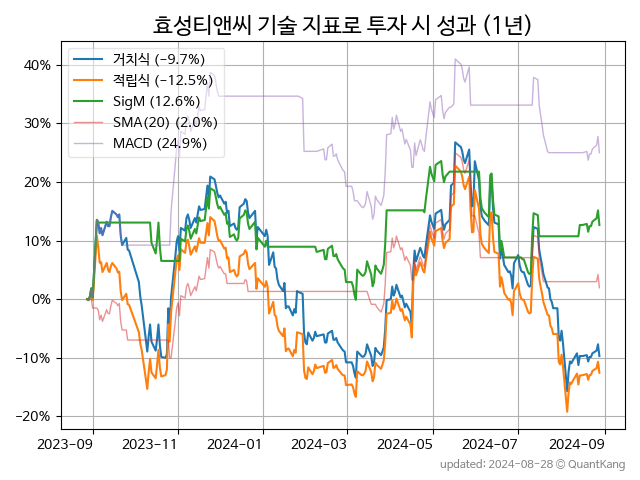 효성티앤씨 기술 지표로 투자 시 성과 (1년)
거치식 (−9.7%)
적립식 (−12.5%)
SigM (12.6%)
SMA(20) (2.0%)
MACD (24.9%)
40%
30%
20%
10%
0%
−10%
−20%
2023−09 2023−11 2024−01 2024−03 2024−05 2024−07 2024−09
updated: 2024-08-28 © QuantKang